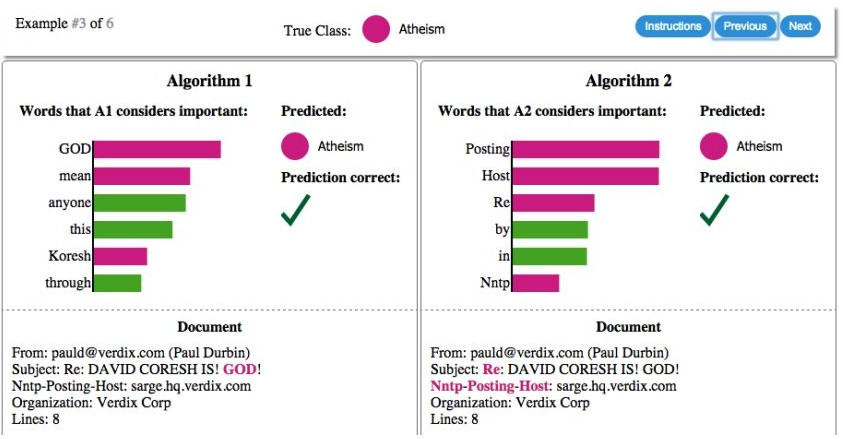 Example #3 of 6
True Class: Atheism
Instructions Previous Next
Algorithm 1
Words that A1 considers important:
Predicted:
GOD
mean
anyone
this
Koresh
through
Atheism
Prediction correct:
Document
From: pauld@verdix.com (Paul Durbin)
Subject: Re: DAVID CORESH IS! GOD!
Nntp-Posting-Host: sarge.hq.verdix.com
Organization: Verdix Corp
Lines: 8
Algorithm 2
Words that A2 considers important:
Predicted:
Posting
Host
Re
by
in
Nntp
Atheism
Prediction correct:
Document
From: pauld@verdix.com (Paul Durbin)
Subject: Re: DAVID CORESH IS! GOD!
Nntp-Posting-Host: sarge.hq.verdix.com
Organization: Verdix Corp
Lines: 8